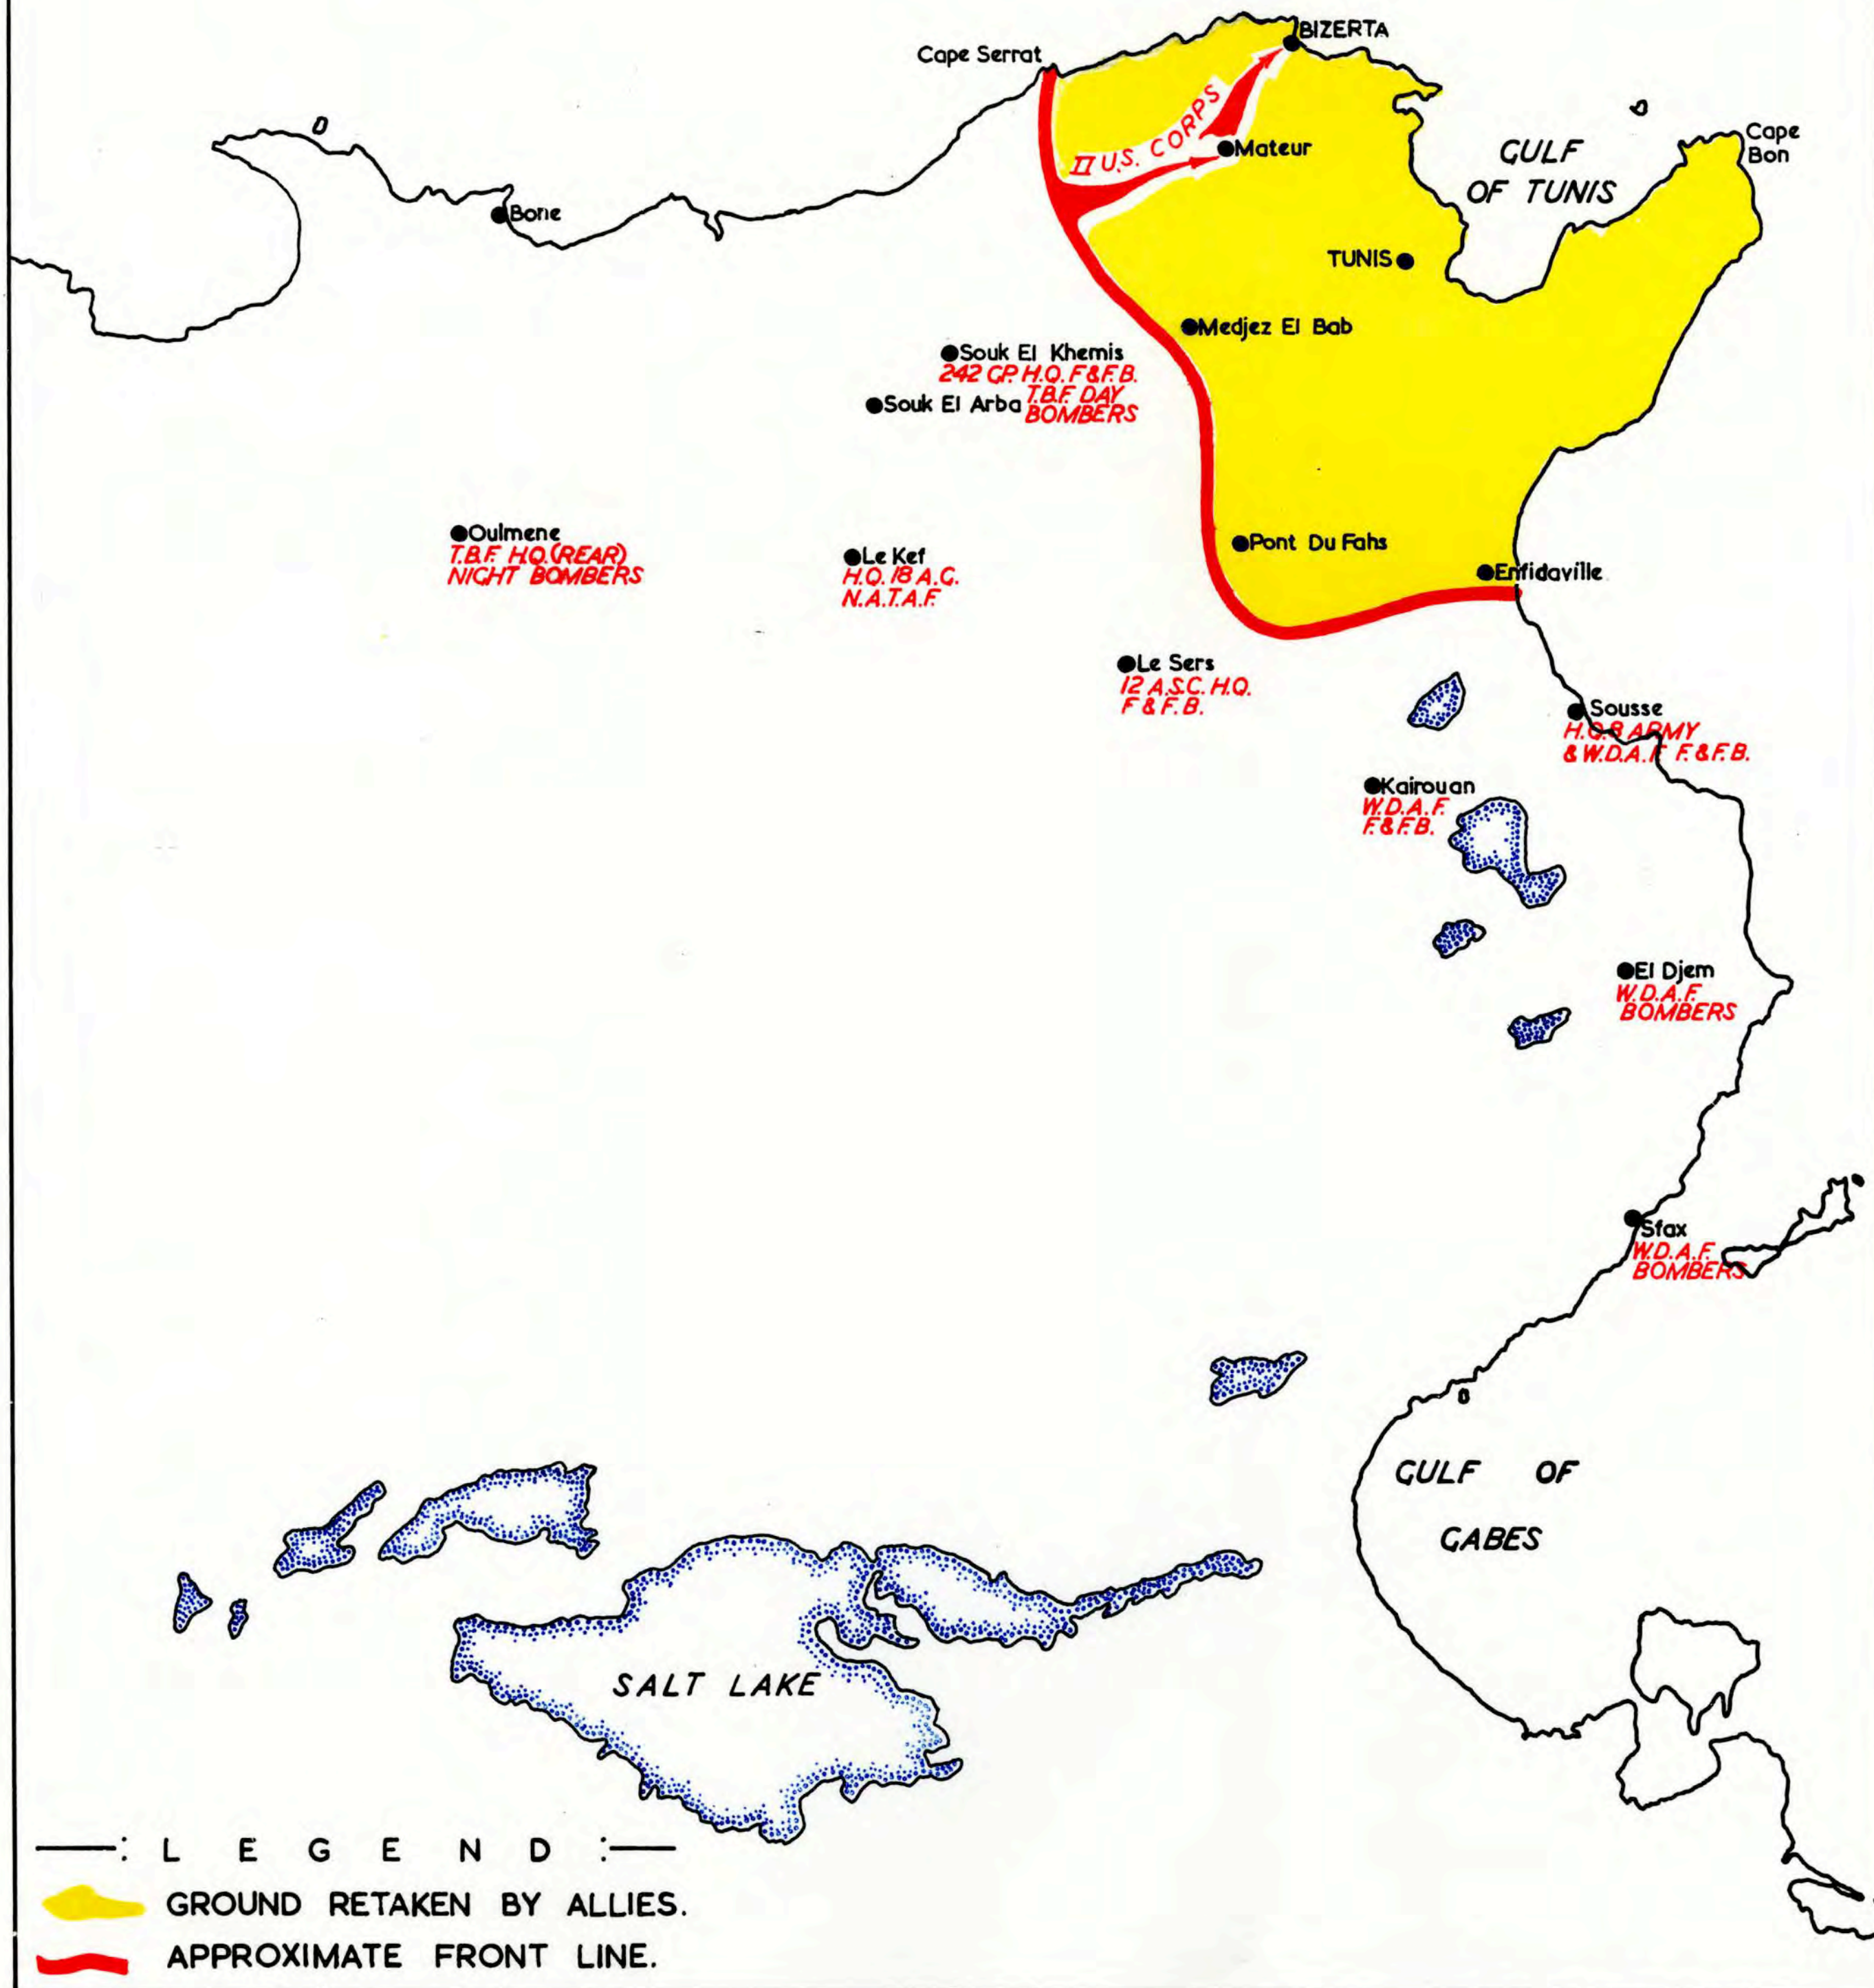 BIZERTA
Cape Serrat
II U.S. CORPS
Mateur
GULF
OF TUNIS
Cape
Bon
Bone
TUNIS
Medjez El Bab
Souk El Khemis
242 GP. H.Q. F & F.B.
Souk El Arba
T.B.F. DAY
BOMBERS
Oulmene
T.B.F. H.Q. (REAR)
NIGHT BOMBERS
Le Kef
H.Q. 18 A.G.
N.A.T.A.F.
Pont Du Fahs
Enfidaville
Le Sers
12 A.S.C. H.Q.
F & F.B.
Sousse
H.Q. 8 ARMY
& W.D.A.F. F. & F.B.
Kairouan
W.D.A.F.
F. & F.B.
El Djem
W.D.A.F.
BOMBERS
Sfax
W.D.A.F.
BOMBERS
GULF OF
GABES
SALT LAKE
—: L E G E N D :—
GROUND RETAKEN BY ALLIES.
APPROXIMATE FRONT LINE.